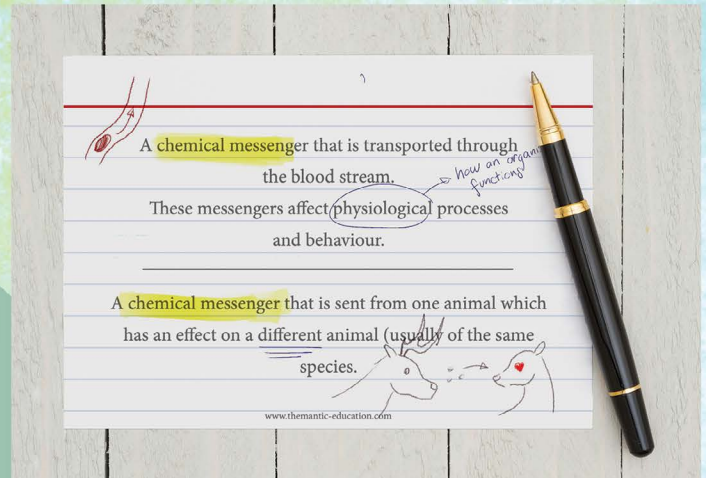 A chemical messenger that is transported through
the blood stream.
how an organi
functions
These messengers affect physiological processes
and behaviour.
A chemical messenger that is sent from one animal which
has an effect on a different animal (usually of the same
species.
www.themantic-education.com